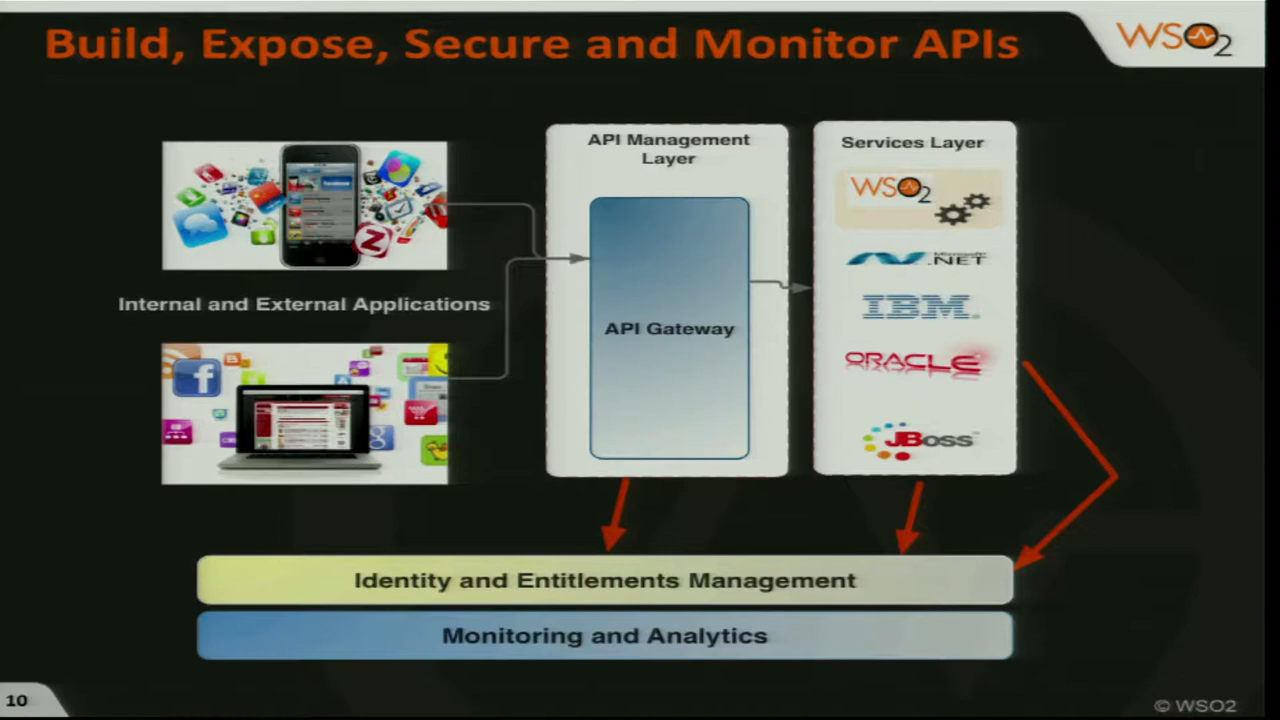 Build, Expose, Secure and Monitor APIs
WSO2
API Management
Layer
Services Layer
WSO2
Microsoft
.NET
Internal and External Applications
IBM
API Gateway
ORACLE
JBoss
Identity and Entitlements Management
Monitoring and Analytics
10
© WSO2